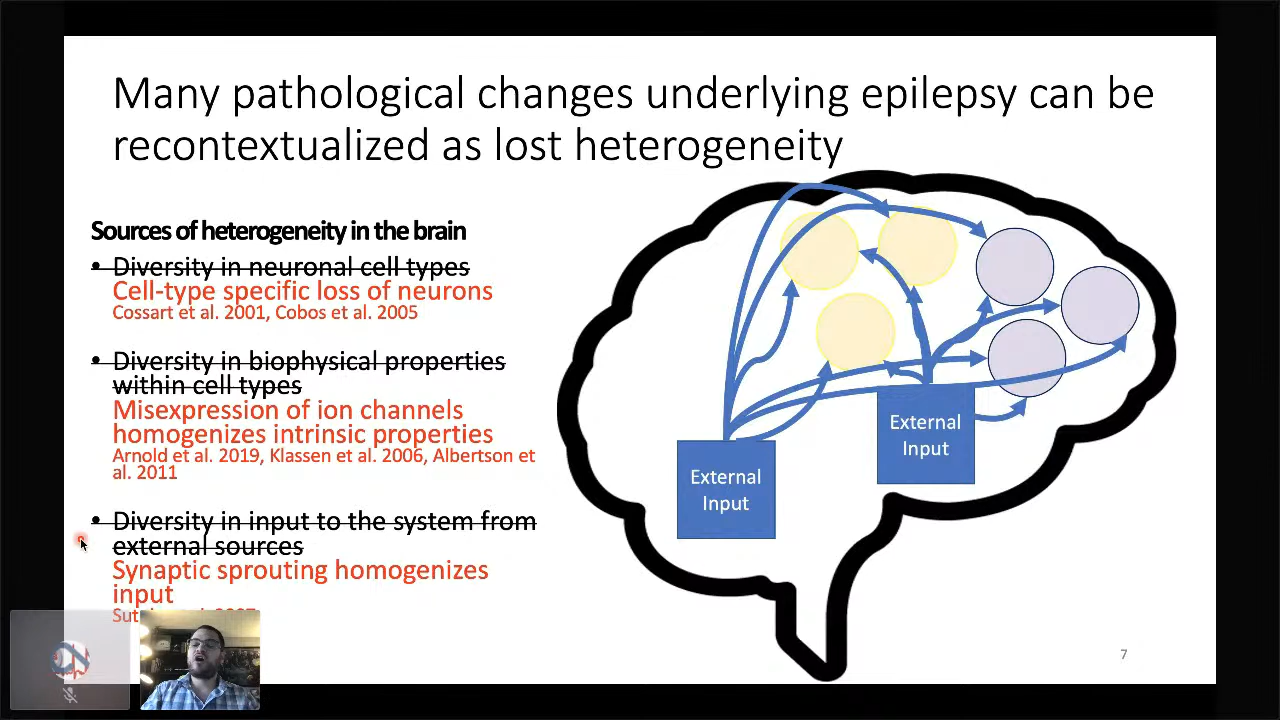 Many pathological changes underlying epilepsy can be
recontextualized as lost heterogeneity
Sources of heterogeneity in the brain
• Diversity in neuronal cell types
Cell-type specific loss of neurons
Cossart et al. 2001, Cobos et al. 2005
• Diversity in biophysical properties
within cell types
Misexpression of ion channels
homogenizes intrinsic properties
Arnold et al. 2019, Klassen et al. 2006, Albertson et
al. 2011
• Diversity in input to the system from
external sources
Synaptic sprouting homogenizes
input
External
Input
External
Input
7